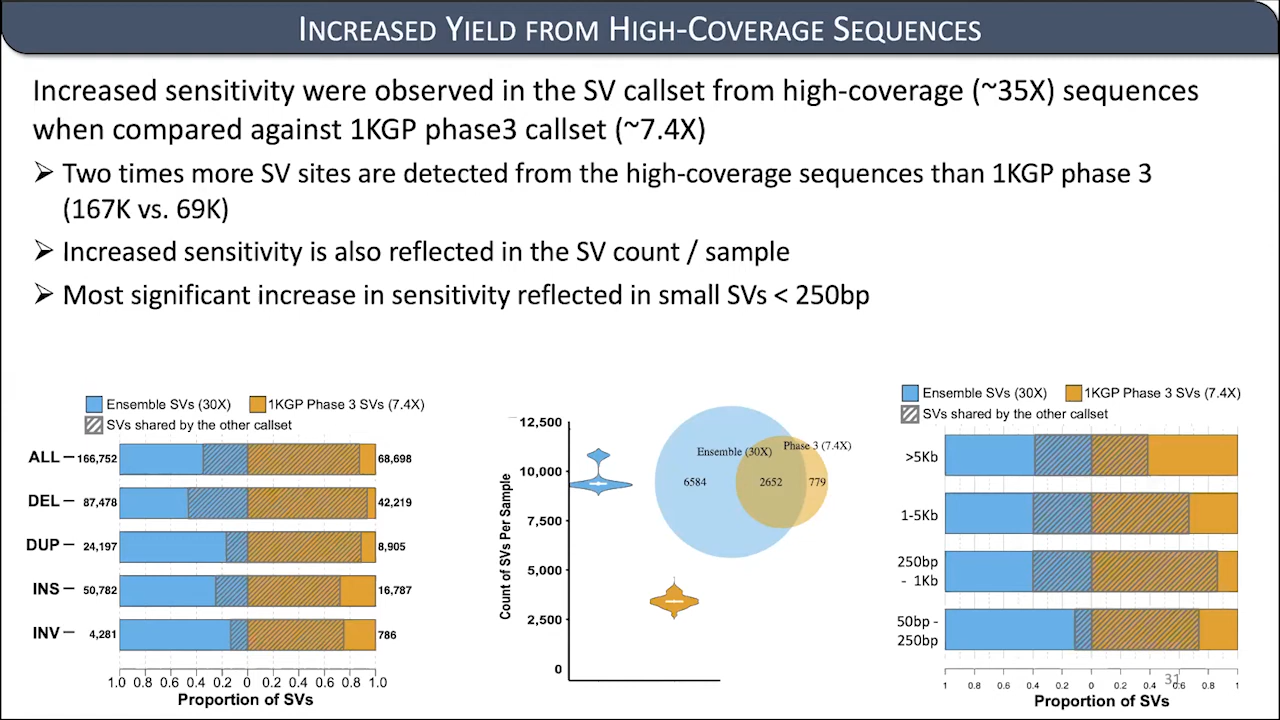 INCREASED YIELD FROM HIGH-COVERAGE SEQUENCES
Increased sensitivity were observed in the SV callset from high-coverage (~35X) sequences
when compared against 1KGP phase3 callset (~7.4X)
➢ Two times more SV sites are detected from the high-coverage sequences than 1KGP phase 3
(167K vs. 69K)
➢ Increased sensitivity is also reflected in the SV count / sample
➢ Most significant increase in sensitivity reflected in small SVs < 250bp
Ensemble SVs (30X) 1KGP Phase 3 SVs (7.4X)
SVs shared by the other callset
ALL 166,752 68,698
DEL 87,478 42,219
DUP 24,197 8,905
INS 50,782 16,787
INV 4,281 786
1.0 0.8 0.6 0.4 0.2 0 0.2 0.4 0.6 0.8 1.0
Proportion of SVs
Count of SVs Per Sample
12,500
10,000
7,500
5,000
2,500
0
Ensemble (30X) Phase 3 (7.4X)
6584 2652 779
Ensemble SVs (30X) 1KGP Phase 3 SVs (7.4X)
SVs shared by the other callset
>5Kb
1-5Kb
250bp
- 1Kb
50bp -
250bp
1 0.8 0.6 0.4 0.2 0 0.2 0.4 0.6 0.8 1
31
Proportion of SVs